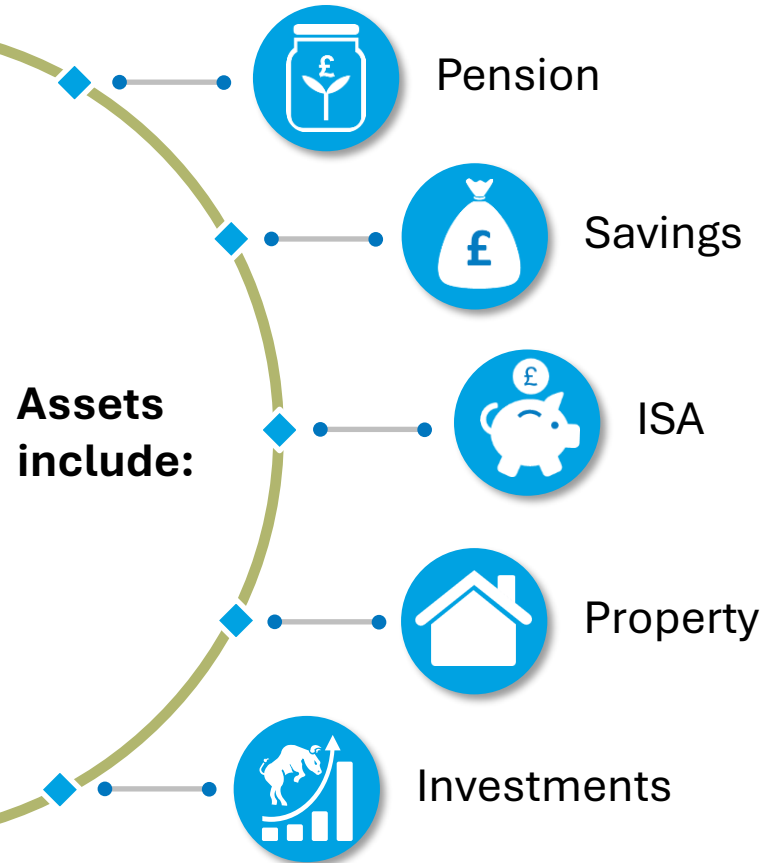 Assets
include:
£
Pension
£
Savings
£
ISA
Property
Investments